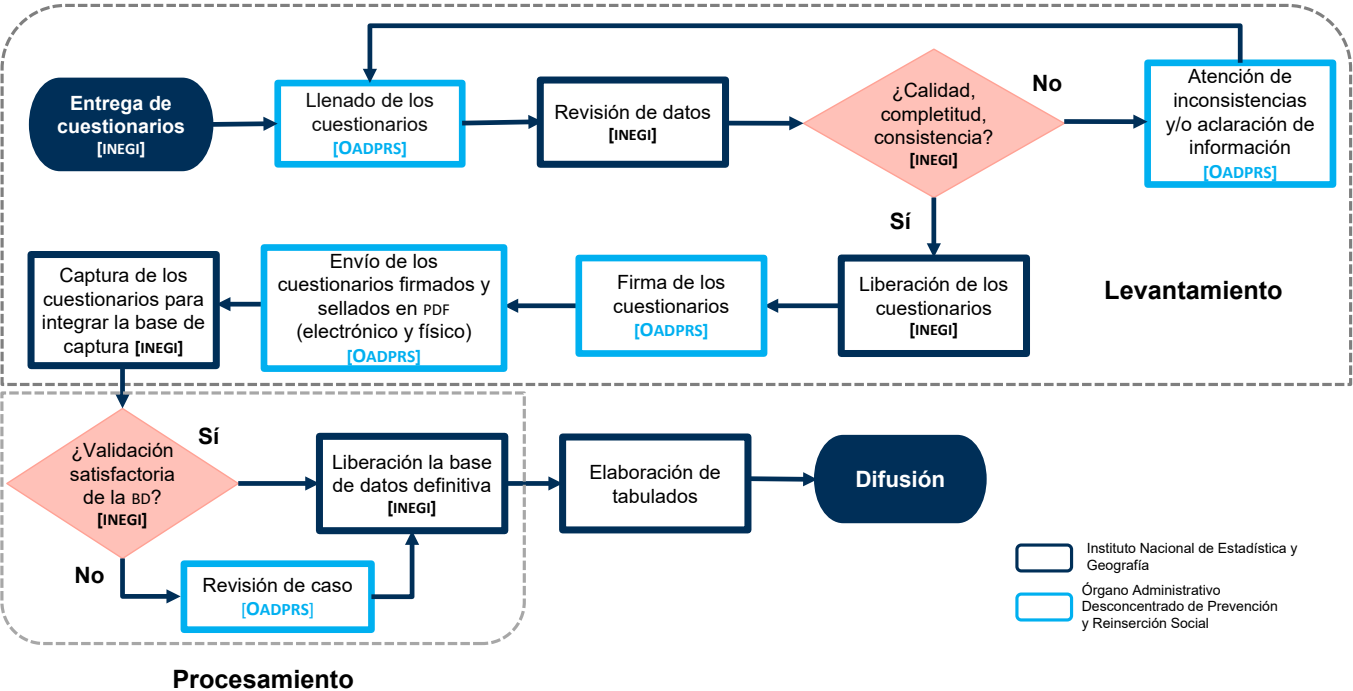 Entrega de
cuestionarios
[INEGI]
Llenado de los
cuestionarios
[OADPRS]
Revisión de datos
[INEGI]
¿Calidad,
completitud,
consistencia?
[INEGI]
No
Atención de
inconsistencias
y/o aclaración de
información
[OADPRS]
Sí
Captura de los
cuestionarios para
integrar la base de
captura [INEGI]
Envío de los
cuestionarios firmados y
sellados en PDF
(electrónico y físico)
[OADPRS]
Firma de los
cuestionarios
[OADPRS]
Liberación de los
cuestionarios
[INEGI]
Levantamiento
¿Validación
satisfactoria
de la BD?
[INEGI]
Sí
Liberación la base
de datos definitiva
[INEGI]
Elaboración de
tabulados
Difusión
No
Revisión de caso
[OADPRS]
Instituto Nacional de Estadística y
Geografía
Órgano Administrativo
Desconcentrado de Prevención
y Reinserción Social
Procesamiento